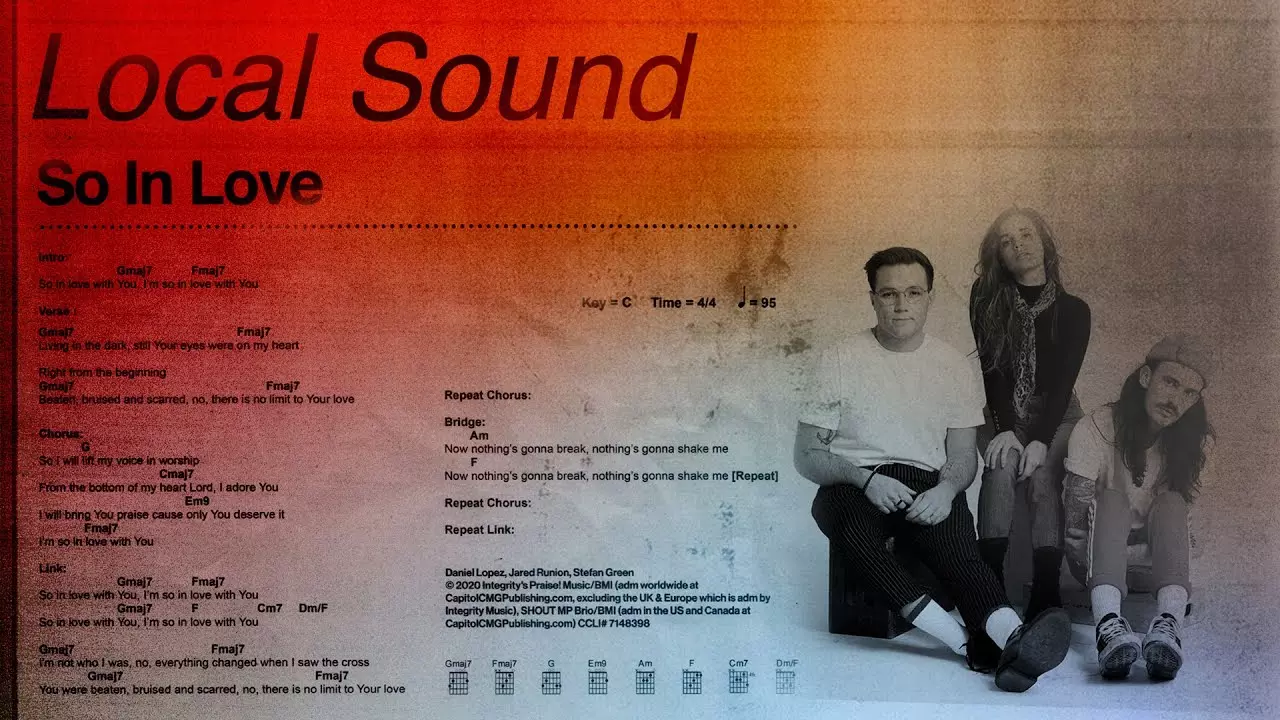 Local Sound
So In Love
Intro:
Gmaj7 Fmaj7
So in love with You, I'm so in love with You
Verse :
Gmaj7 Fmaj7
Living in the dark, still Your eyes were on my heart
Right from the beginning
Gmaj7 Fmaj7
Beaten, bruised and scarred, no, there is no limit to Your love
Chorus:
G
So I will lift my voice in worship
Cmaj7
From the bottom of my heart Lord, I adore You
Em9
I will bring You praise cause only You deserve it
Fmaj7
I'm so in love with You
Link:
Gmaj7 Fmaj7
So in love with You, I'm so in love with You
Gmaj7 F Cm7 Dm/F
So in love with You, I'm so in love with You
Gmaj7 Fmaj7
I'm not who I was, no, everything changed when I saw the cross
Gmaj7 Fmaj7
You were beaten, bruised and scarred, no, there is no limit to Your love
Key = C Time = 4/4 ♩ = 95
Repeat Chorus:
Bridge:
Am
Now nothing's gonna break, nothing's gonna shake me
F
Now nothing's gonna break, nothing's gonna shake me [Repeat]
Repeat Chorus:
Repeat Link:
Daniel Lopez, Jared Runion, Stefan Green
© 2020 Integrity's Praise! Music/BMI (adm worldwide at
CapitolCMGPublishing.com, excluding the UK & Europe which is adm by
Integrity Music), SHOUT MP Brio/BMI (adm in the US and Canada at
CapitolCMGPublishing.com) CCLI# 7148398
Gmaj7 Fmaj7 G Em9 Am F Cm7 Dm/F